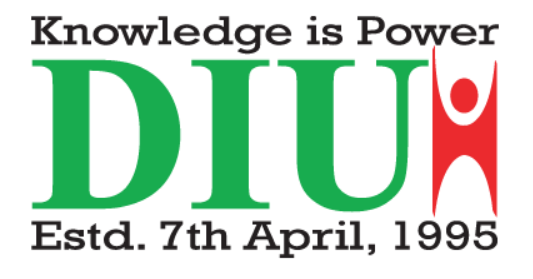 Knowledge is Power
DIU
Estd. 7th April, 1995